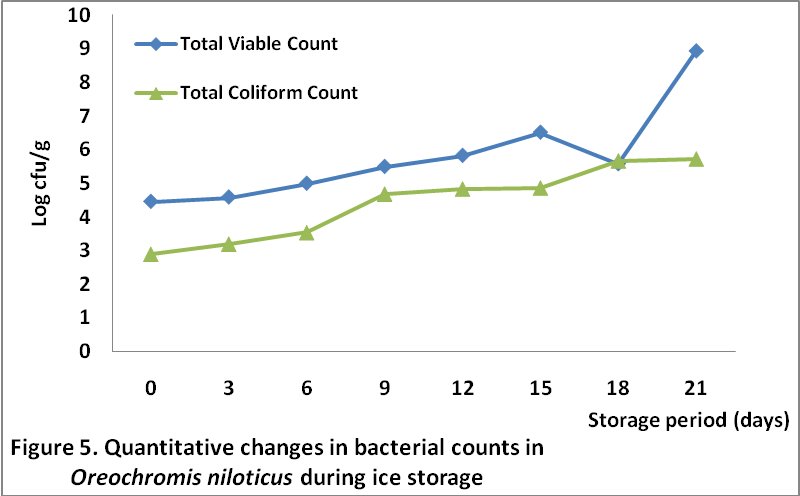 10
9
8
7
6
5
4
3
2
1
0
Log cfu/g
Total Viable Count
Total Coliform Count
0 3 6 9 12 15 18 21
Storage period (days)
Figure 5. Quantitative changes in bacterial counts in
Oreochromis niloticus during ice storage